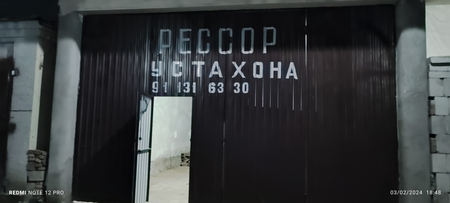 РЕССОР
УСТАХОНА
91 131 63 30
REDMI NOTE 12 PRO
03/02/2024 18:48